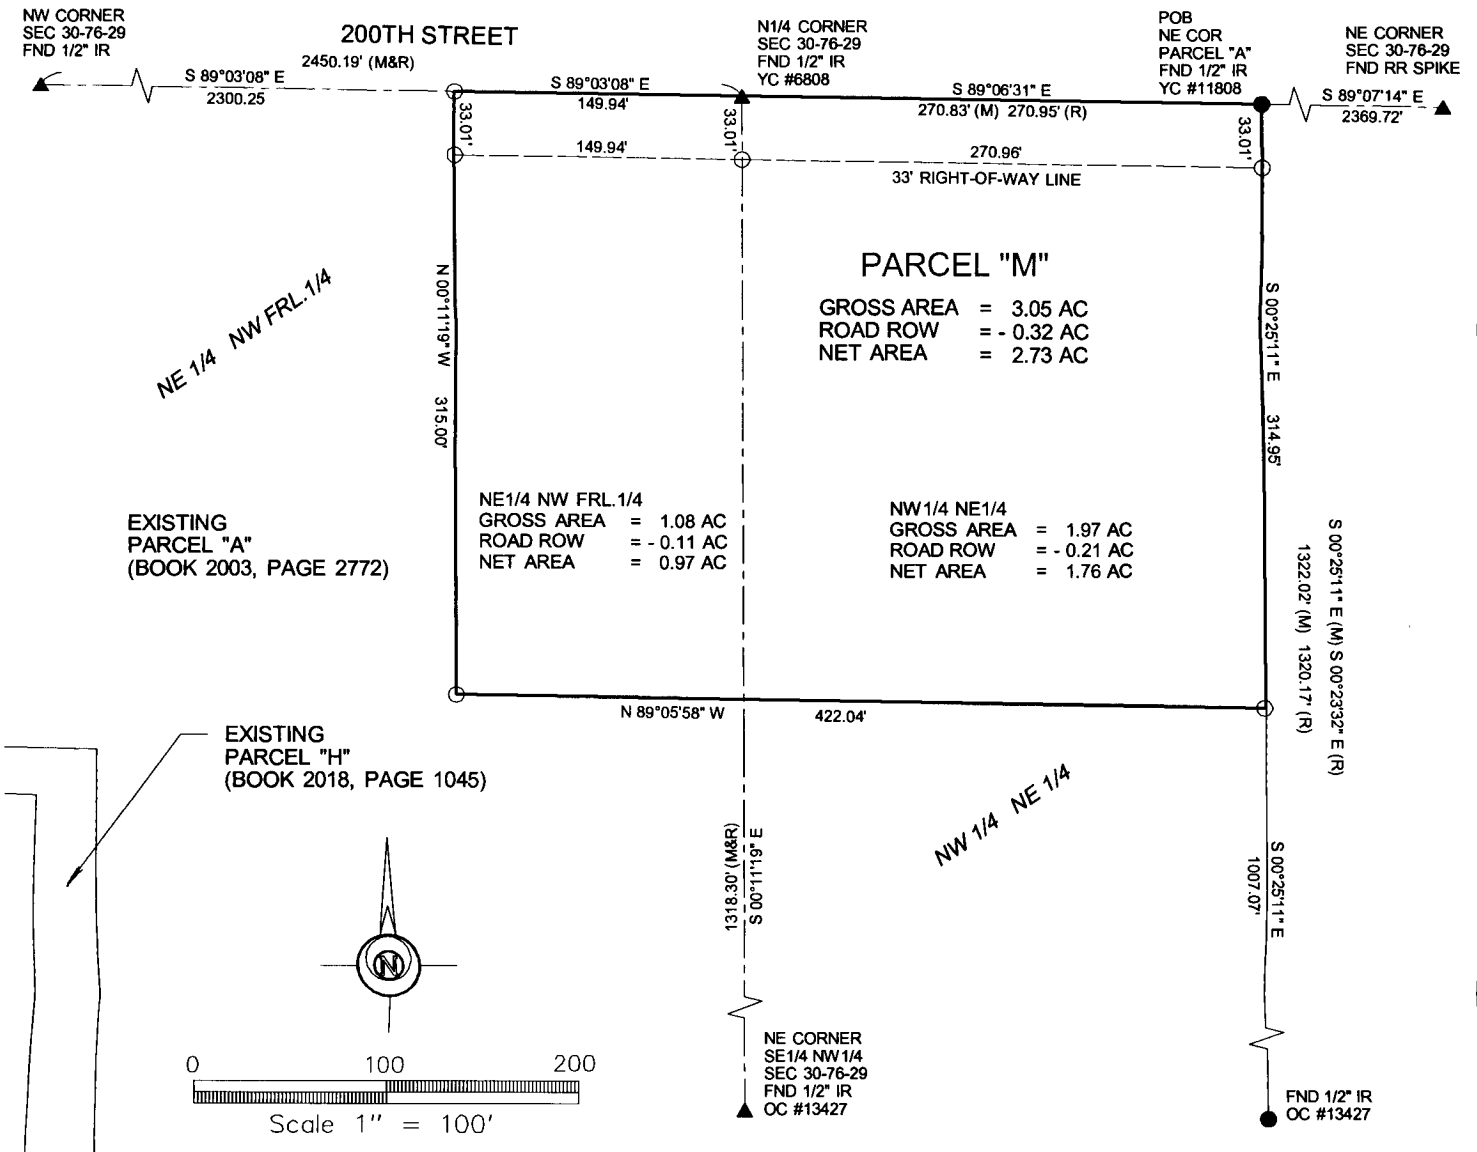 NW CORNER
SEC 30-76-29
FND 1/2" IR
200TH STREET
2450.19' (M&R)
S 89°03'08" E
2300.25
S 89°03'08" E
149.94'
N1/4 CORNER
SEC 30-76-29
FND 1/2" IR
YC #6808
S 89°06'31" E
270.83' (M) 270.95' (R)
POB
NE COR
PARCEL "A"
FND 1/2" IR
YC #11808
NE CORNER
SEC 30-76-29
FND RR SPIKE
S 89°07'14" E
2369.72'
33.01'
33.01'
33.01'
149.94'
270.96'
33' RIGHT-OF-WAY LINE
PARCEL "M"
GROSS AREA = 3.05 AC
ROAD ROW = - 0.32 AC
NET AREA = 2.73 AC
NE 1/4 NW FRL.1/4
N 00°11'19" W 315.00'
S 00°25'11" E 314.95'
EXISTING
PARCEL "A"
(BOOK 2003, PAGE 2772)
NE1/4 NW FRL.1/4
GROSS AREA = 1.08 AC
ROAD ROW = - 0.11 AC
NET AREA = 0.97 AC
NW1/4 NE1/4
GROSS AREA = 1.97 AC
ROAD ROW = - 0.21 AC
NET AREA = 1.76 AC
S 00°25'11" E (M) S 00°23'32" E (R)
1322.02' (M) 1320.17' (R)
N 89°05'58" W 422.04'
EXISTING
PARCEL "H"
(BOOK 2018, PAGE 1045)
NW 1/4 NE 1/4
1318.30' (M&R)
S 00°11'19" E
S 00°25'11" E
1007.07'
N
0 100 200
Scale 1" = 100'
NE CORNER
SE1/4 NW1/4
SEC 30-76-29
FND 1/2" IR
OC #13427
FND 1/2" IR
OC #13427